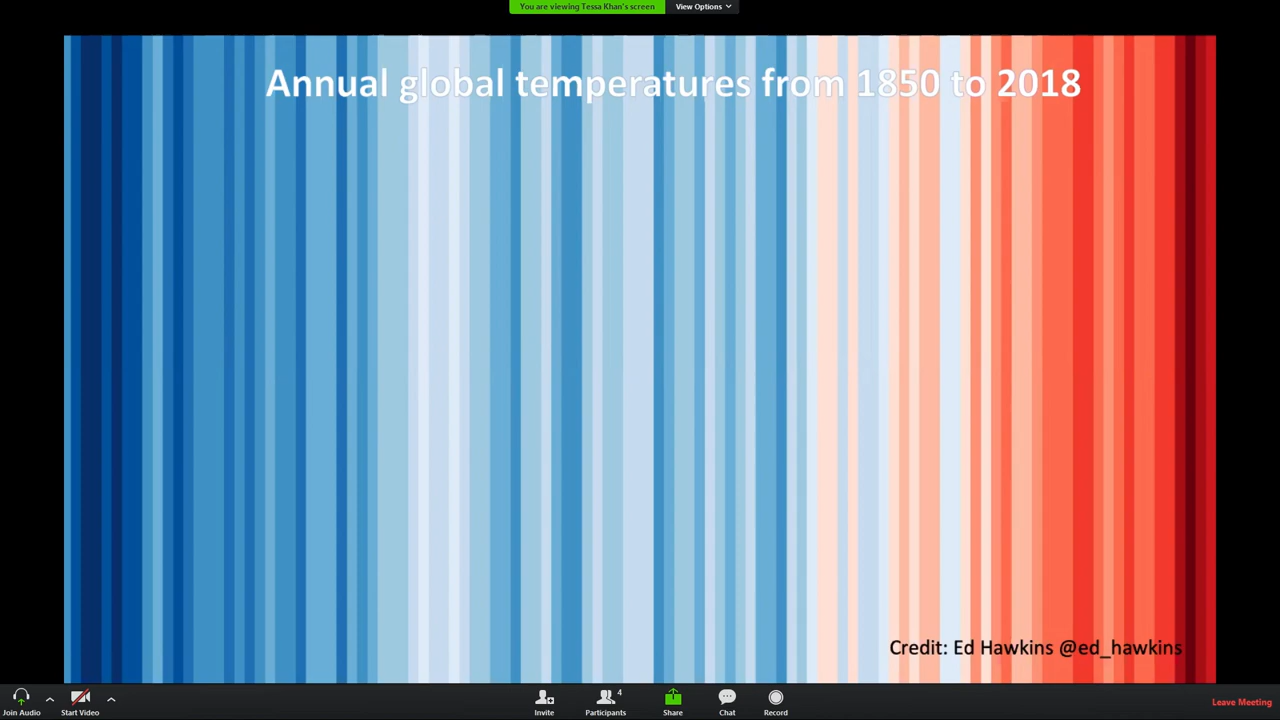 You are viewing Tessa Khan's screen View Options
Annual global temperatures from 1850 to 2018
Credit: Ed Hawkins @ed_hawkins
4
Join Audio Start Video Invite Participants Share Chat Record Leave Meeting